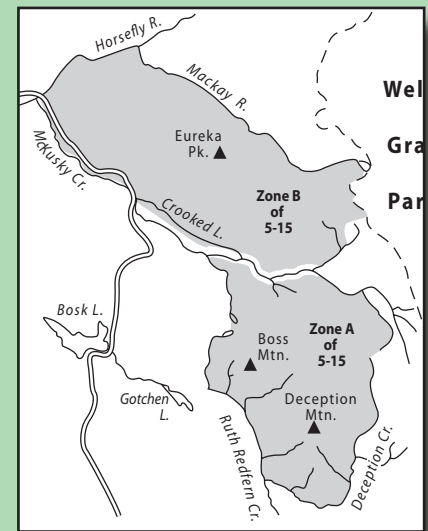 Horsefly R.
Mackay R.
Wel
Eureka
Pk.
Gra
McKusky Cr.
Zone B
of
5-15
Par
Crooked L.
Bosk L.
Zone A
of
5-15
Boss
Mtn.
Gotchen
L.
Deception
Mtn.
Ruth Redfern Cr.
Deception Cr.